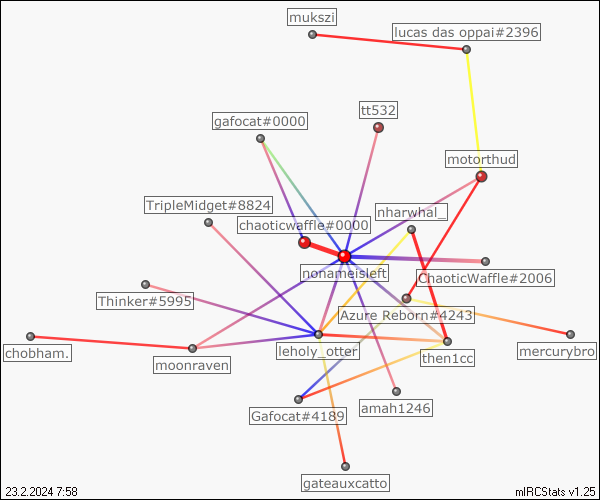 mukszi
lucas das oppai#2396
tt532
gafocat#0000
motorthud
TripleMidget#8824
nharwhal_
chaoticwaffle#0000
nonameisleft
ChaoticWaffle#2006
Thinker#5995
Azure Reborn#4243
chobham.
moonraven
leholy_otter
then1cc
mercurybro
Gafocat#4189
amah1246
gateauxcatto
23.2.2024 7:58
mIRCStats v1.25